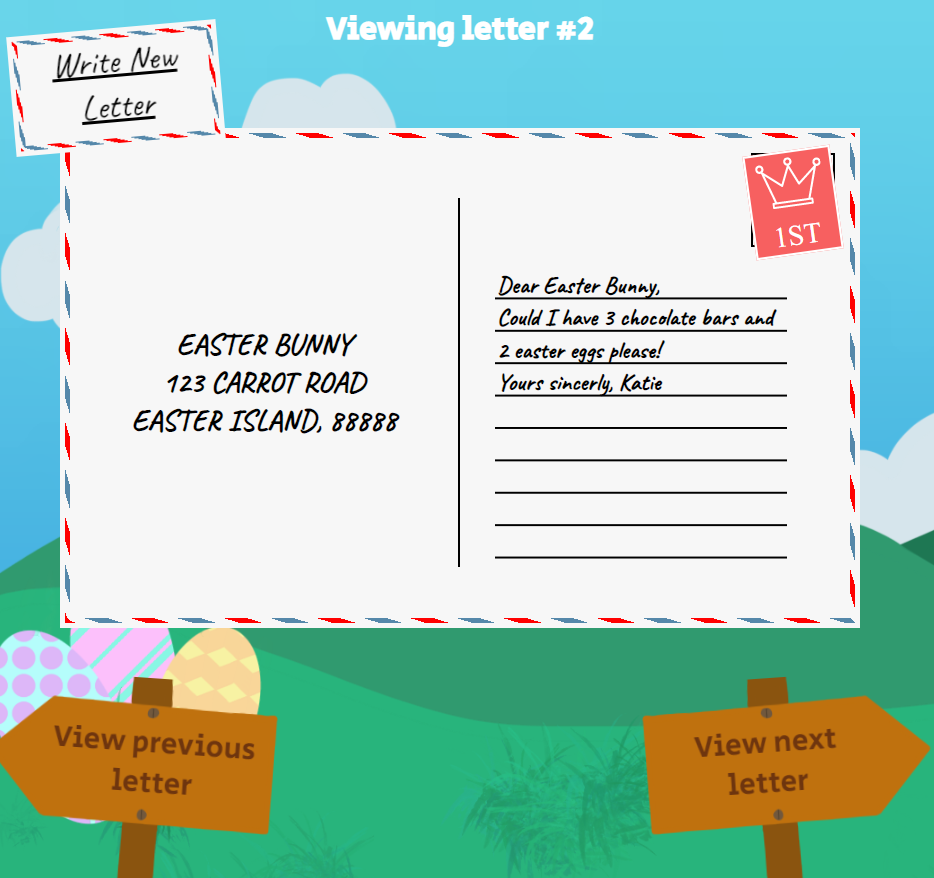 Viewing letter #2
Write New
Letter
1ST
EASTER BUNNY
123 CARROT ROAD
EASTER ISLAND, 88888
Dear Easter Bunny,
Could I have 3 chocolate bars and
2 easter eggs please!
Yours sincerly, Katie
View previous
letter
View next
letter